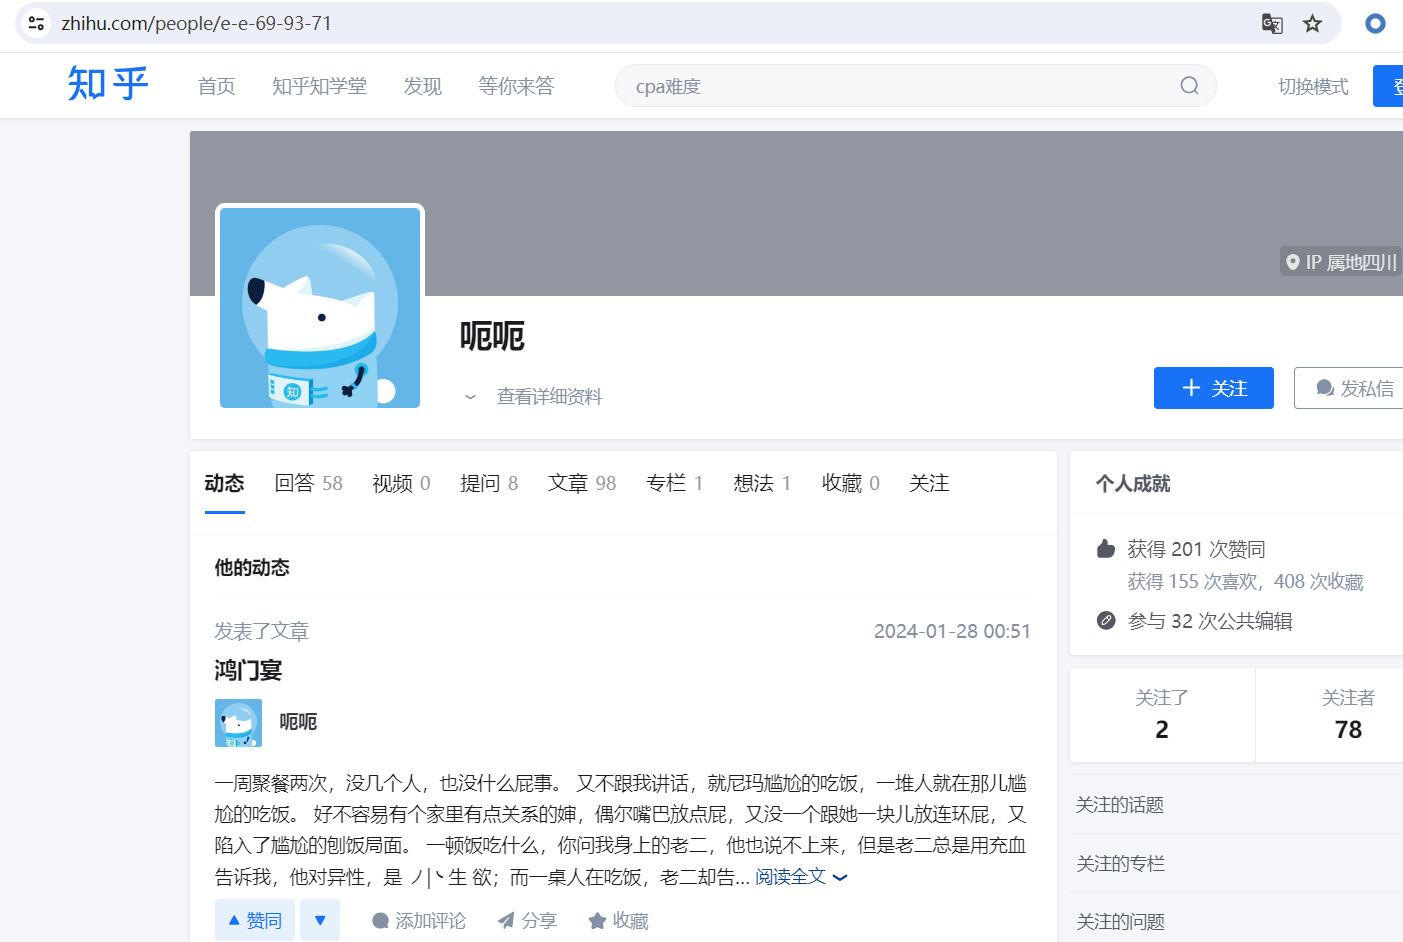 zhihu.com/people/e-e-69-93-71
知乎 首页 知乎知学堂 发现 等你来答 cpa难度 切换模式
IP 属地四川
知
呃呃
查看详细资料
关注 发私信
动态 回答 58 视频 0 提问 8 文章 98 专栏 1 想法 1 收藏 0 关注
他的动态
发表了文章 2024-01-28 00:51
鸿门宴
呃呃
一周聚餐两次，没几个人，也没什么屁事。 又不跟我讲话，就尼玛尴尬的吃饭，一堆人就在那儿尴
尬的吃饭。 好不容易有个家里有点关系的婶，偶尔嘴巴放点屁，又没一个跟她一块儿放连环屁，又
陷入了尴尬的刨饭局面。 一顿饭吃什么，你问我身上的老二，他也说不上来，但是老二总是用充血
告诉我，他对异性，是 ノ|丶生 欲；而一桌人在吃饭，老二却告... 阅读全文
赞同 添加评论 分享 收藏
个人成就
获得 201 次赞同
获得 155 次喜欢，408 次收藏
参与 32 次公共编辑
关注了 关注者
2 78
关注的话题
关注的专栏
关注的问题